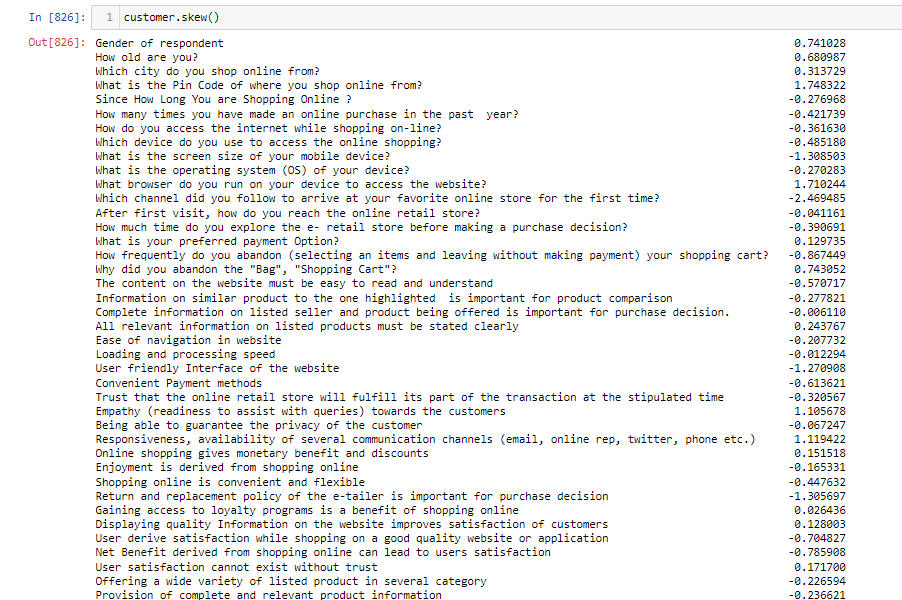 In [826]: 1 customer.skew()
Out[826]: Gender of respondent 0.741028
How old are you? 0.680987
Which city do you shop online from? 0.313729
What is the Pin Code of where you shop online from? 1.748322
Since How Long You are Shopping Online ? -0.276968
How many times you have made an online purchase in the past  year? -0.421739
How do you access the internet while shopping on-line? -0.361630
Which device do you use to access the online shopping? -0.485180
What is the screen size of your mobile device? -1.308503
What is the operating system (OS) of your device? -0.270283
What browser do you run on your device to access the website? 1.710244
Which channel did you follow to arrive at your favorite online store for the first time? -2.469485
After first visit, how do you reach the online retail store? -0.041161
How much time do you explore the e- retail store before making a purchase decision? -0.390691
What is your preferred payment Option? 0.129735
How frequently do you abandon (selecting an items and leaving without making payment) your shopping cart? -0.867449
Why did you abandon the "Bag", "Shopping Cart"? 0.743052
The content on the website must be easy to read and understand -0.570717
Information on similar product to the one highlighted  is important for product comparison -0.277821
Complete information on listed seller and product being offered is important for purchase decision. -0.006110
All relevant information on listed products must be stated clearly 0.243767
Ease of navigation in website -0.207732
Loading and processing speed -0.012294
User friendly Interface of the website -1.270908
Convenient Payment methods -0.613621
Trust that the online retail store will fulfill its part of the transaction at the stipulated time -0.320567
Empathy (readiness to assist with queries) towards the customers 1.105678
Being able to guarantee the privacy of the customer -0.067247
Responsiveness, availability of several communication channels (email, online rep, twitter, phone etc.) 1.119422
Online shopping gives monetary benefit and discounts 0.151518
Enjoyment is derived from shopping online -0.165331
Shopping online is convenient and flexible -0.447632
Return and replacement policy of the e-tailer is important for purchase decision -1.305697
Gaining access to loyalty programs is a benefit of shopping online 0.026436
Displaying quality Information on the website improves satisfaction of customers 0.128003
User derive satisfaction while shopping on a good quality website or application -0.704827
Net Benefit derived from shopping online can lead to users satisfaction -0.785908
User satisfaction cannot exist without trust 0.171700
Offering a wide variety of listed product in several category -0.226594
Provision of complete and relevant product information -0.236621